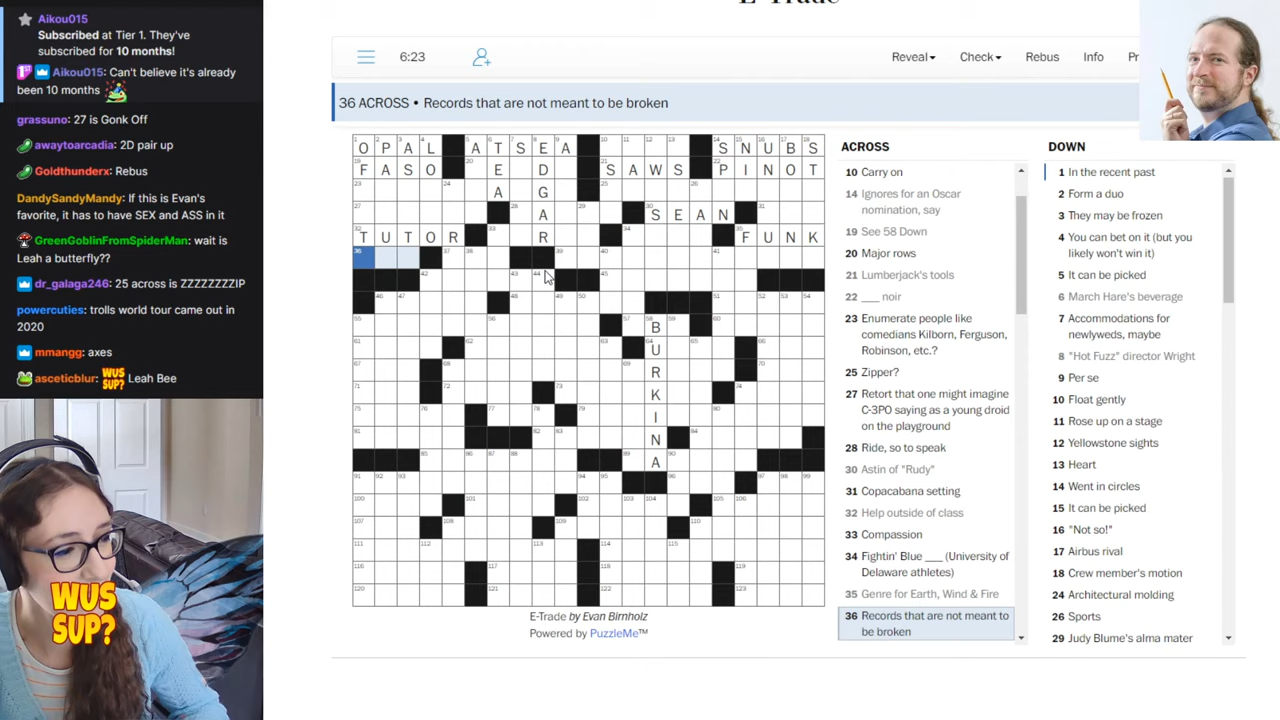 Aikou015
Subscribed at Tier 1. They've
subscribed for 10 months!
Aikou015: Can't believe it's already
been 10 months
grassuno: 27 is Gonk Off
awaytoarcadia: 2D pair up
Goldthunderx: Rebus
DandySandyMandy: If this is Evan's
favorite, it has to have SEX and ASS in it
GreenGoblinFromSpiderMan: wait is
Leah a butterfly??
dr_galaga246: 25 across is ZZZZZZZZIP
powercuties: trolls world tour came out in
2020
mmangg: axes
asceticblur: WUS SUP? Leah Bee
WUS
SUP?
E-Trade
6:23
Reveal
Check
Rebus
Info
Pr
36 ACROSS • Records that are not meant to be broken
OPAL ATSEA SNUBS
FASO E D SAWS PINOT
A G
A SEAN
TUTOR R FUNK
B
U
R
K
I
N
A
E-Trade by Evan Birnholz
Powered by PuzzleMe™
ACROSS
10 Carry on
14 Ignores for an Oscar
nomination, say
19 See 58 Down
20 Major rows
21 Lumberjack's tools
22 ___ noir
23 Enumerate people like
comedians Kilborn, Ferguson,
Robinson, etc.?
25 Zipper?
27 Retort that one might imagine
C-3PO saying as a young droid
on the playground
28 Ride, so to speak
30 Astin of "Rudy"
31 Copacabana setting
32 Help outside of class
33 Compassion
34 Fightin' Blue ___ (University of
Delaware athletes)
35 Genre for Earth, Wind & Fire
36 Records that are not meant to
be broken
DOWN
1 In the recent past
2 Form a duo
3 They may be frozen
4 You can bet on it (but you
likely won't win it)
5 It can be picked
6 March Hare's beverage
7 Accommodations for
newlyweds, maybe
8 "Hot Fuzz" director Wright
9 Per se
10 Float gently
11 Rose up on a stage
12 Yellowstone sights
13 Heart
14 Went in circles
15 It can be picked
16 "Not so!"
17 Airbus rival
18 Crew member's motion
24 Architectural molding
26 Sports
29 Judy Blume's alma mater